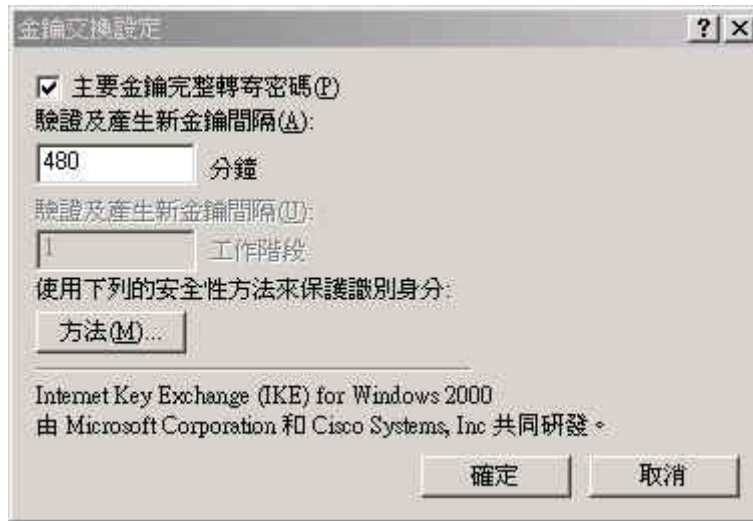 金鑰交換設定
主要金鑰完整轉寄密碼(P)
驗證及產生新金鑰間隔(A):
480 分鐘
驗證及產生新金鑰間隔(U):
1 工作階段
使用下列的安全性方法來保護識別身分:
方法(M)...
Internet Key Exchange (IKE) for Windows 2000
由 Microsoft Corporation 和 Cisco Systems, Inc 共同研發。
確定 取消